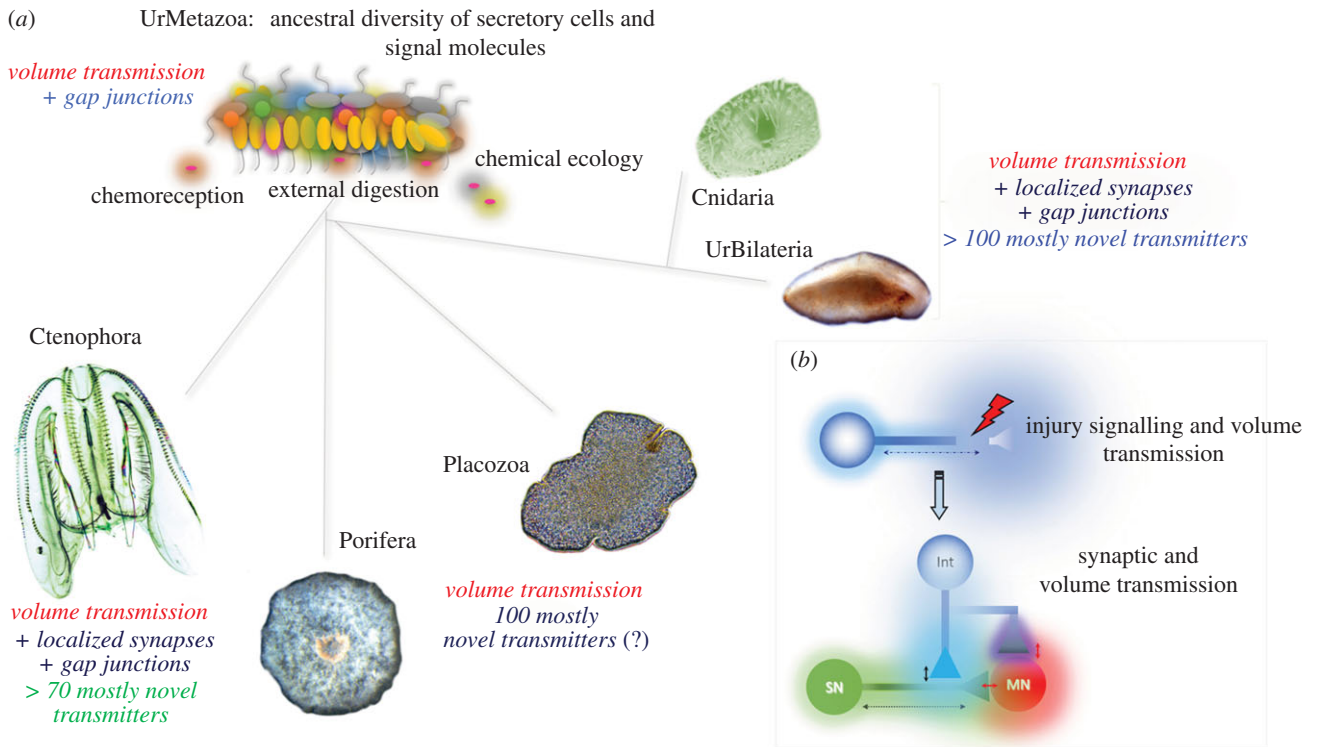 (a)
UrMetazoa: ancestral diversity of secretory cells and
signal molecules
volume transmission
+ gap junctions
chemoreception
external digestion
chemical ecology
Cnidaria
UrBilateria
volume transmission
+ localized synapses
+ gap junctions
> 100 mostly novel transmitters
Ctenophora
volume transmission
+ localized synapses
+ gap junctions
> 70 mostly novel
transmitters
Porifera
Placozoa
volume transmission
100 mostly
novel transmitters (?)
(b)
injury signalling and volume
transmission
Int
synaptic and
volume transmission
SN
MN